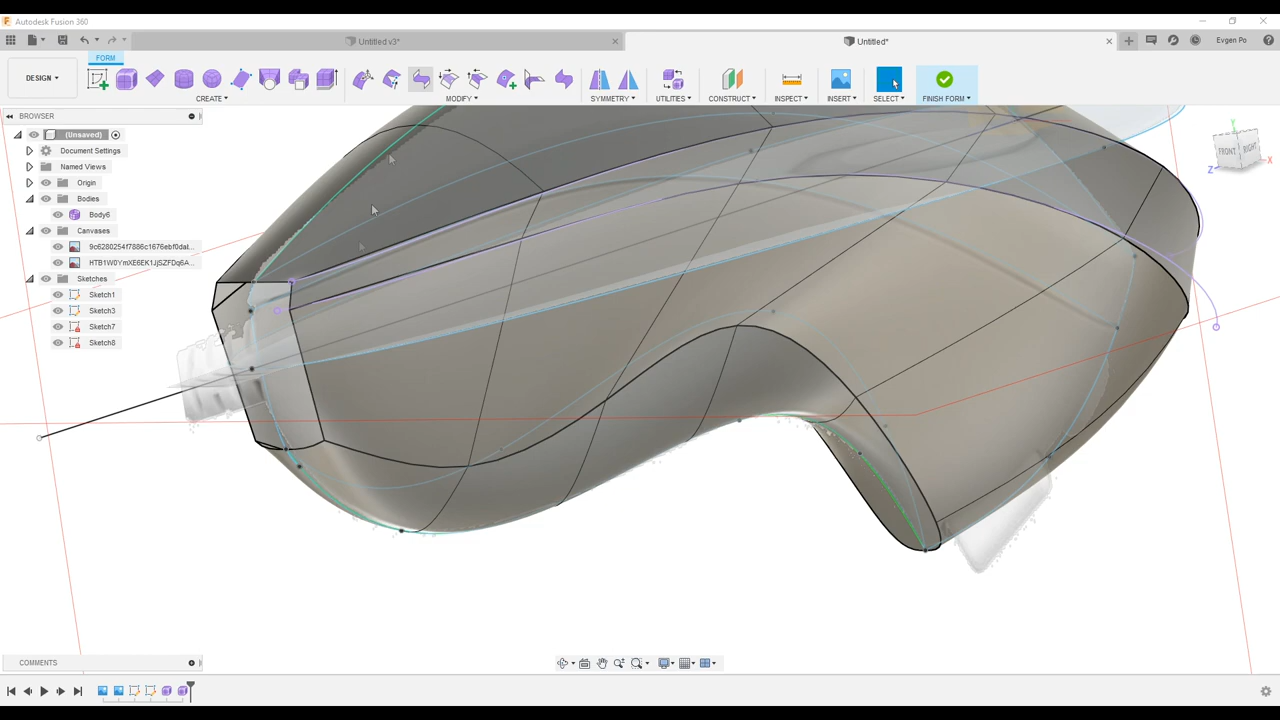 Autodesk Fusion 360
Untitled v3*
Untitled*
Evgen Po
FORM
DESIGN
CREATE
MODIFY
SYMMETRY
UTILITIES
CONSTRUCT
INSPECT
INSERT
SELECT
FINISH FORM
BROWSER
(Unsaved)
Document Settings
Named Views
Origin
Bodies
Body6
Canvases
9c6280254f7886c1676ebf0dat...
HTB1W0YmXE6EK1JjSZFDq6A...
Sketches
Sketch1
Sketch3
Sketch7
Sketch8
Y
FRONT
RIGHT
X
Z
COMMENTS